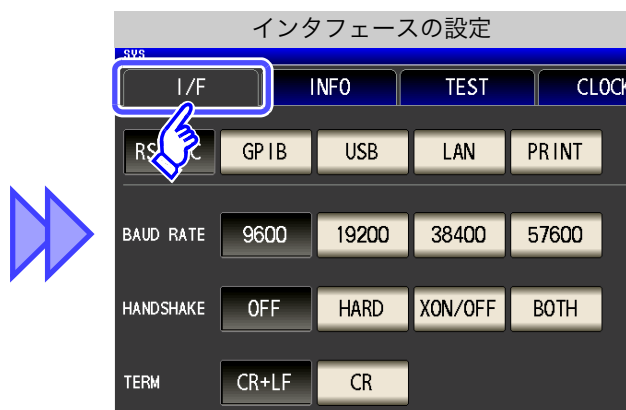 インタフェースの設定
SYS
I/F INFO TEST CLOCK
GPIB USB LAN PRINT
BAUD RATE 9600 19200 38400 57600
HANDSHAKE OFF HARD XON/OFF BOTH
TERM CR+LF CR